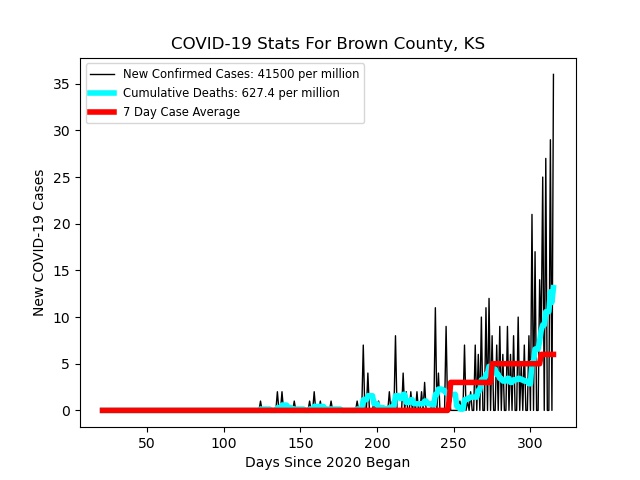 COVID-19 Stats For Brown County, KS
New Confirmed Cases: 41500 per million
Cumulative Deaths: 627.4 per million
7 Day Case Average
New COVID-19 Cases
35
30
25
20
15
10
5
0
50 100 150 200 250 300
Days Since 2020 Began